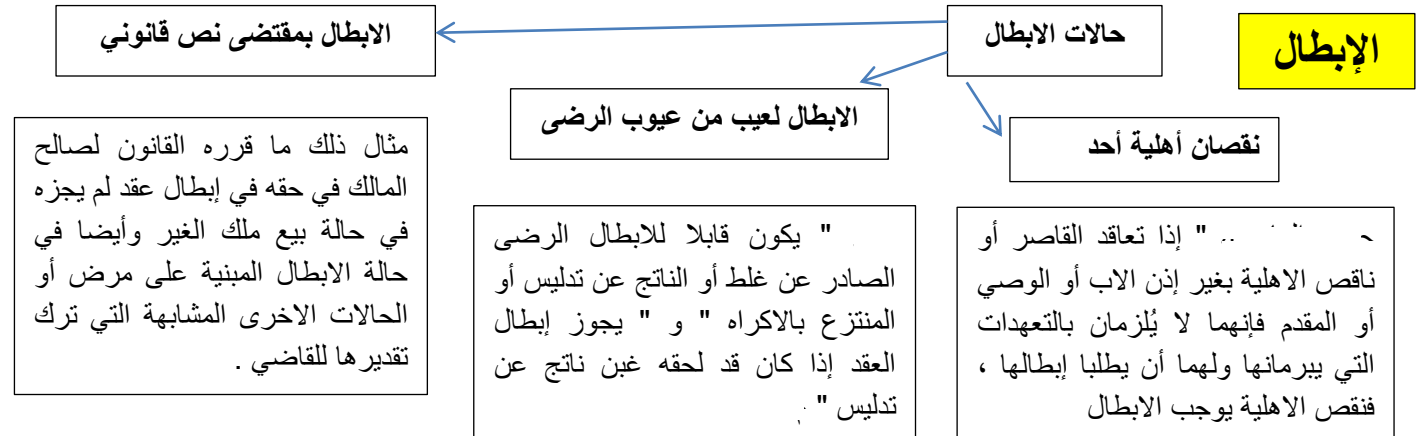 الإبطال
حالات الابطال
الابطال بمقتضى نص قانوني
الابطال لعيب من عيوب الرضى
نقصان أهلية أحد
" إذا تعاقد القاصر أو
ناقص الاهلية بغير إذن الاب أو الوصي
أو المقدم فإنهما لا يُلزمان بالتعهدات
التي يبرمانها ولهما أن يطلبا إبطالها ،
فنقص الاهلية يوجب الابطال
" يكون قابلا للابطال الرضى
الصادر عن غلط أو الناتج عن تدليس أو
المنتزع بالاكراه " و " يجوز إبطال
العقد إذا كان قد لحقه غبن ناتج عن
تدليس "
مثال ذلك ما قرره القانون لصالح
المالك في حقه في إبطال عقد لم يجزه
في حالة بيع ملك الغير وأيضا في
حالة الابطال المبنية على مرض أو
الحالات الاخرى المشابهة التي ترك
تقديرها للقاضي .